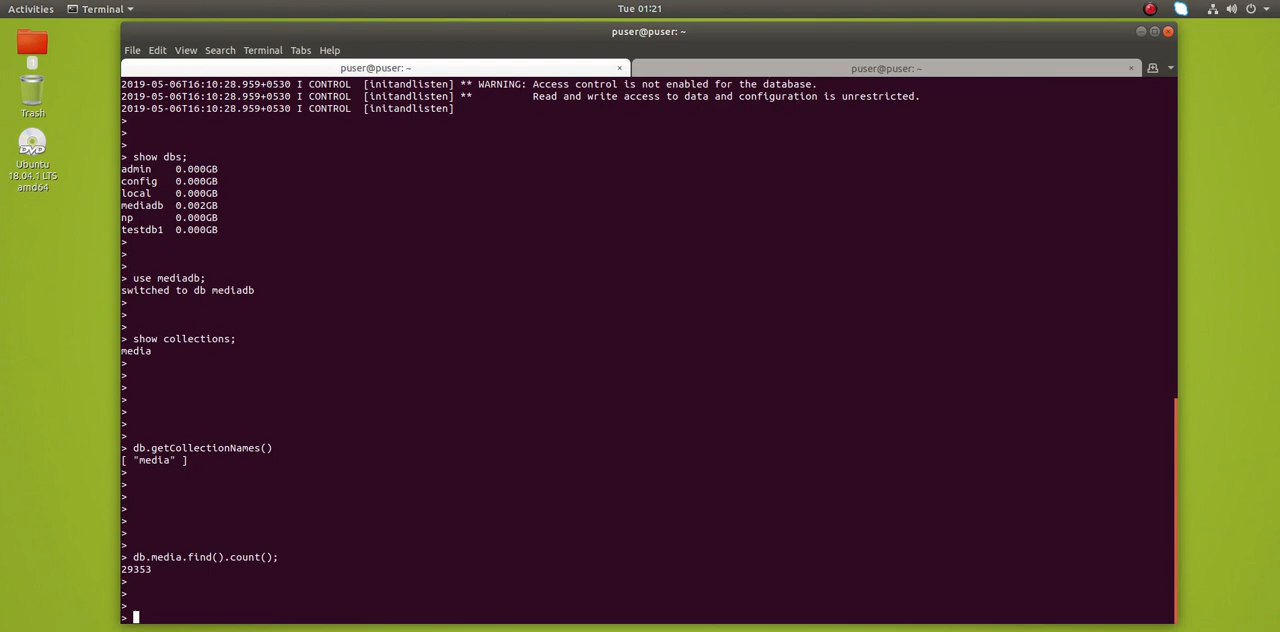 Activities Terminal Tue 01:21
puser@puser: ~
File Edit View Search Terminal Tabs Help
puser@puser: ~ × puser@puser: ~ ×
2019-05-06T16:10:28.959+0530 I CONTROL  [initandlisten] ** WARNING: Access control is not enabled for the database.
2019-05-06T16:10:28.959+0530 I CONTROL  [initandlisten] **          Read and write access to data and configuration is unrestricted.
2019-05-06T16:10:28.959+0530 I CONTROL  [initandlisten]
>
>
>
> show dbs;
admin    0.000GB
config   0.000GB
local    0.000GB
mediadb  0.002GB
np       0.000GB
testdb1  0.000GB
>
>
>
> use mediadb;
switched to db mediadb
>
>
>
> show collections;
media
>
>
>
>
>
>
>
> db.getCollectionNames()
[ "media" ]
>
>
>
>
>
>
>
> db.media.find().count();
29353
>
>
>
>
1
Trash
DVD
Ubuntu
18.04.1 LTS
amd64